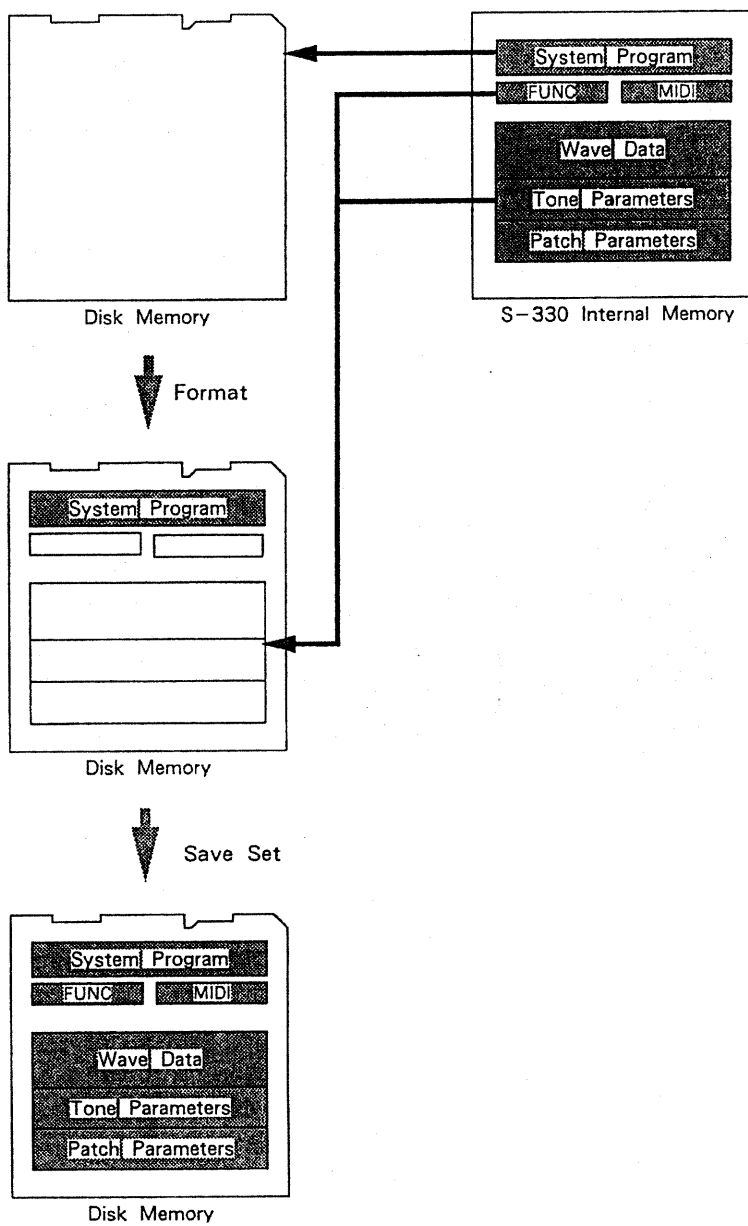 System Program
FUNC MIDI
Wave Data
Tone Parameters
Patch Parameters
Disk Memory
S-330 Internal Memory
Format
System Program
Disk Memory
Save Set
System Program
FUNC MIDI
Wave Data
Tone Parameters
Patch Parameters
Disk Memory